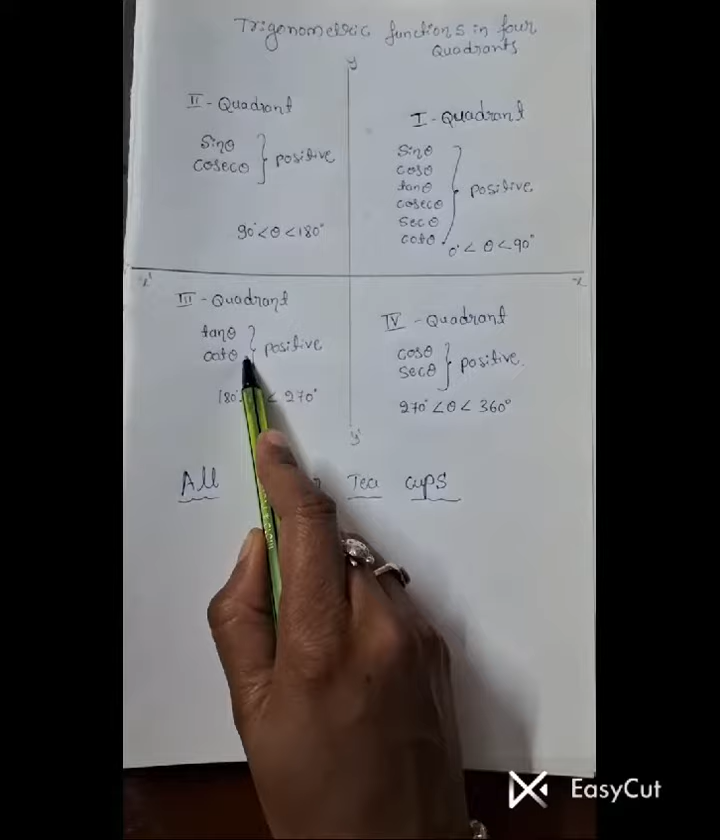 Trigonometric functions in four
Quadrants
y
II - Quadrant
sinθ
cosecθ
positive
90° < θ < 180°
I - Quadrant
sinθ
cosθ
tanθ
cosecθ
secθ
cotθ
positive
0° < θ < 90°
x'
x
III - Quadrant
tanθ
cotθ
positive
180° < 270°
IV - Quadrant
cosθ
secθ
positive.
270° < θ < 360°
y'
All Tea cups
EasyCut